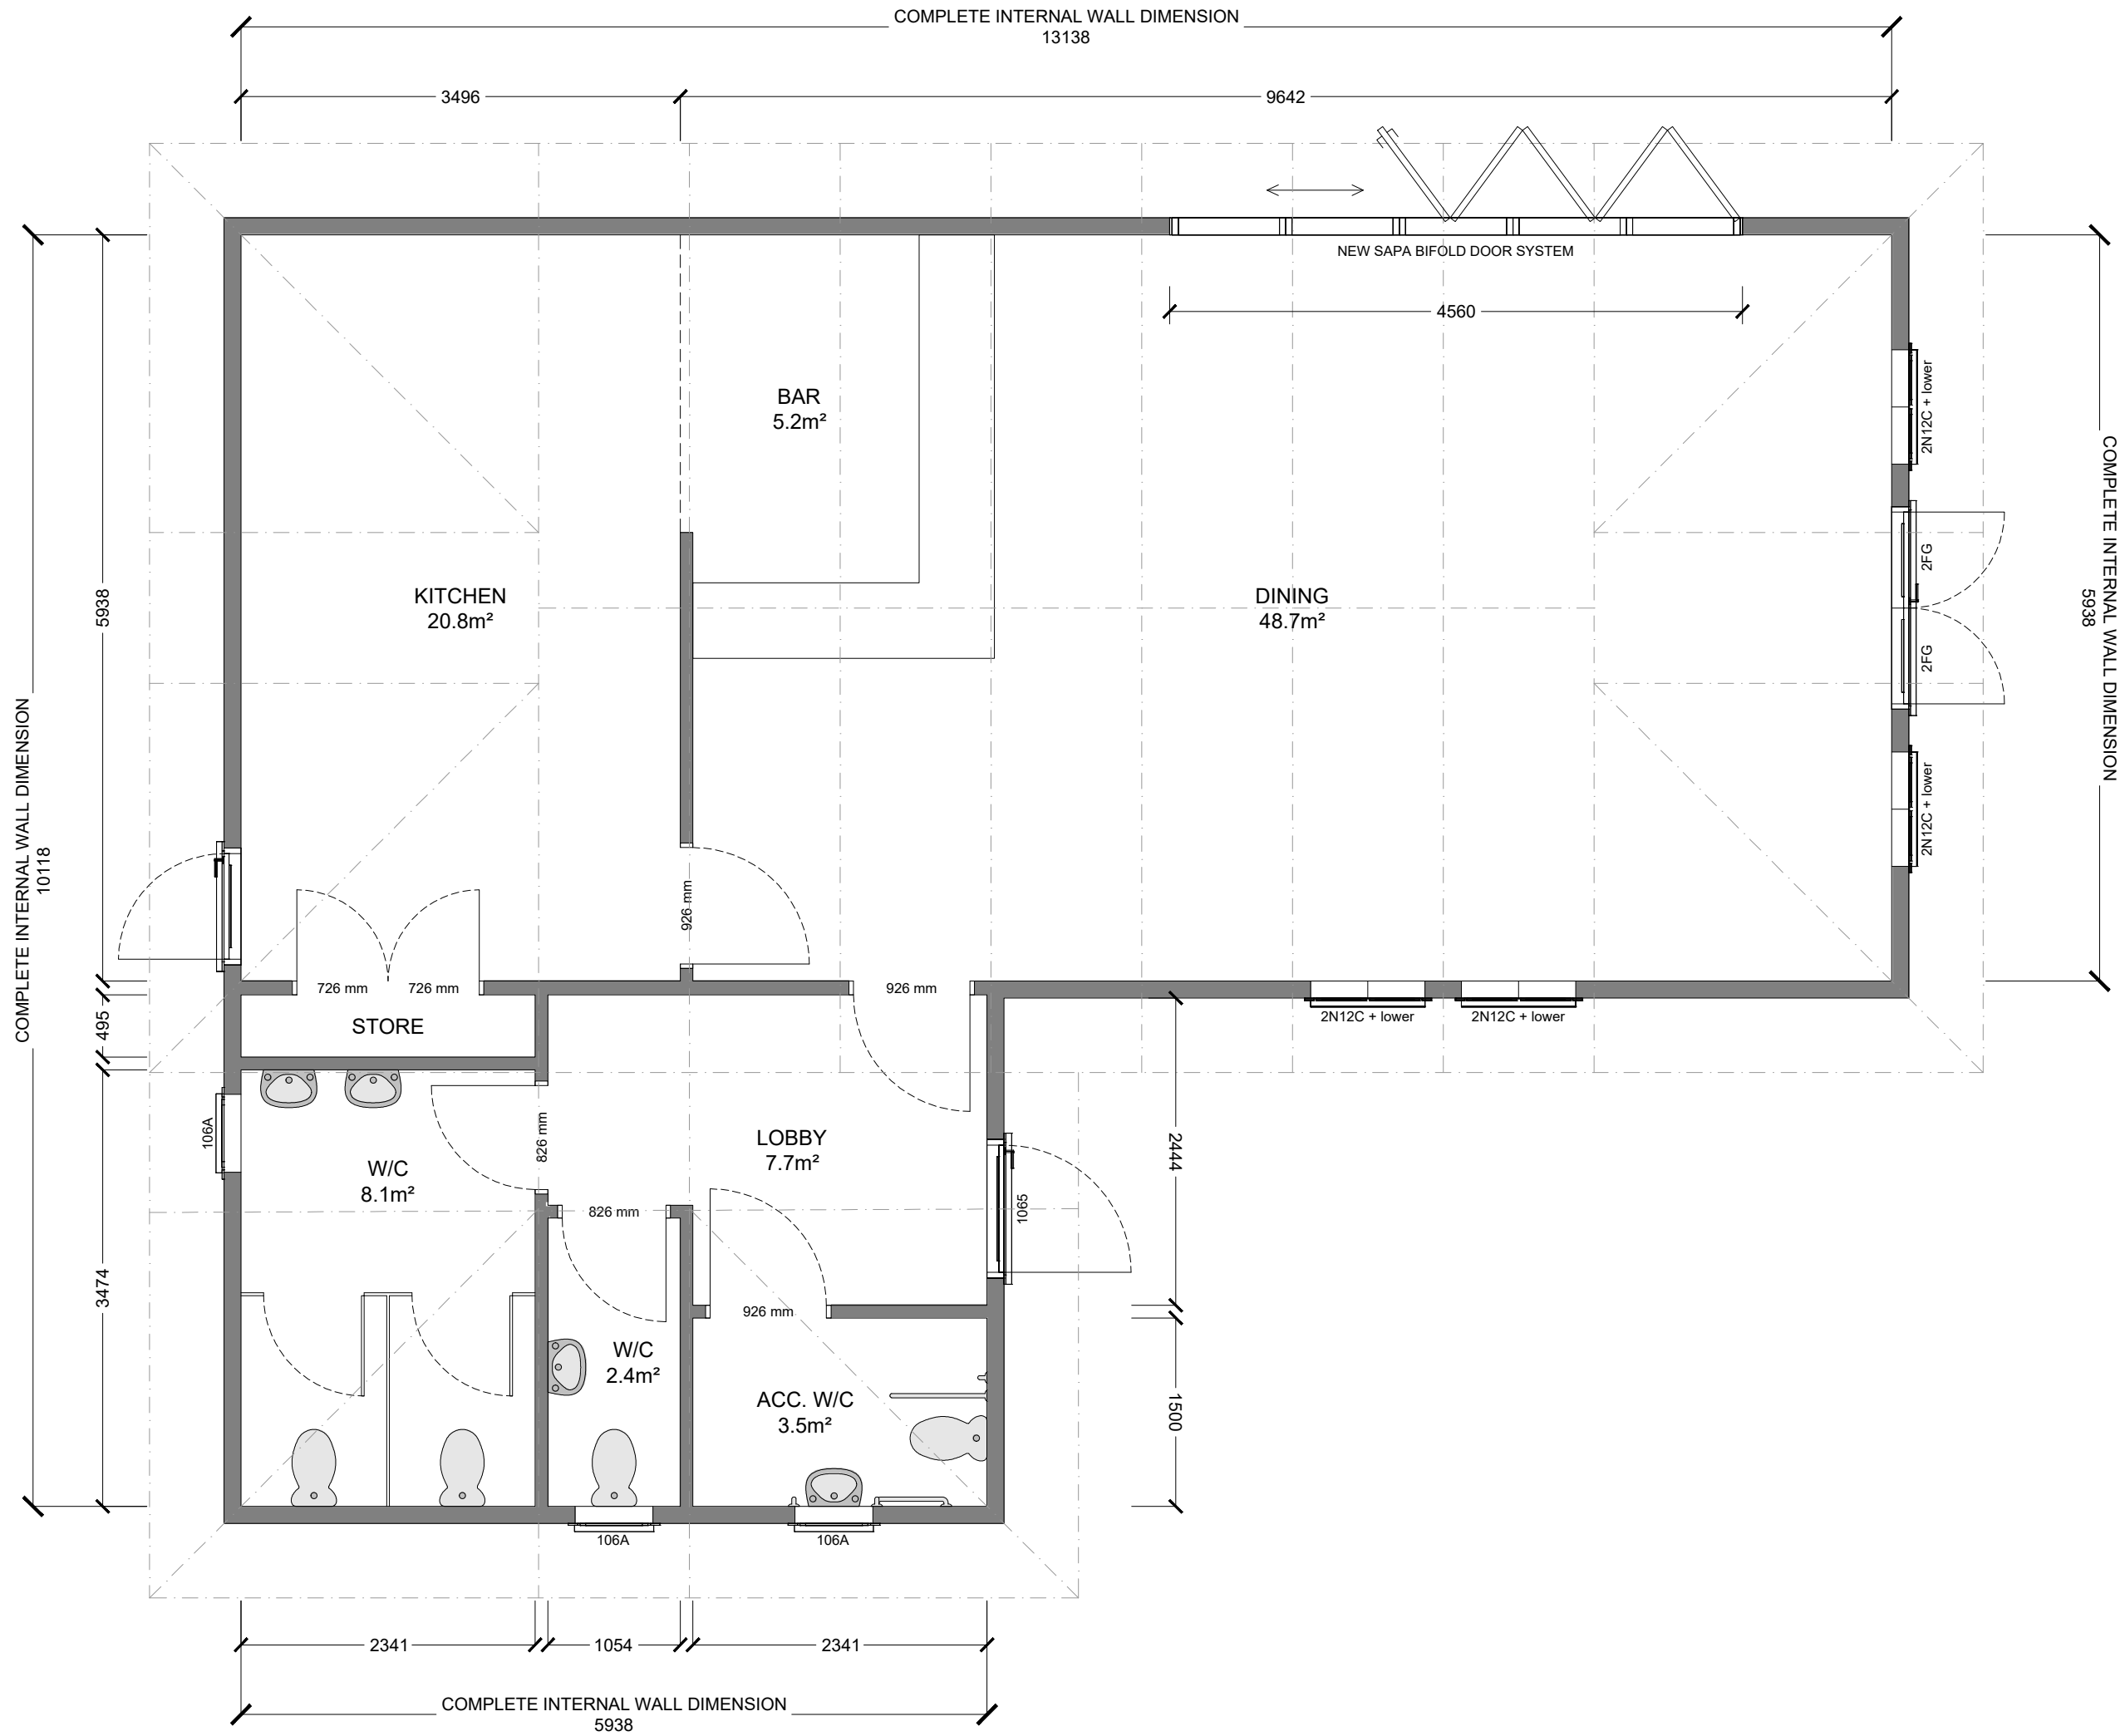 COMPLETE INTERNAL WALL DIMENSION
13138
3496
9642
NEW SAPA BIFOLD DOOR SYSTEM
4560
BAR
5.2m²
2N12C + lower
KITCHEN
20.8m²
DINING
48.7m²
2FG
2FG
5938
COMPLETE INTERNAL WALL DIMENSION
5938
2N12C + lower
926 mm
COMPLETE INTERNAL WALL DIMENSION
10118
726 mm
726 mm
926 mm
495
STORE
2N12C + lower
2N12C + lower
106A
826 mm
LOBBY
7.7m²
2444
W/C
8.1m²
826 mm
1065
3474
926 mm
W/C
2.4m²
ACC. W/C
3.5m²
1500
106A
106A
2341
1054
2341
COMPLETE INTERNAL WALL DIMENSION
5938